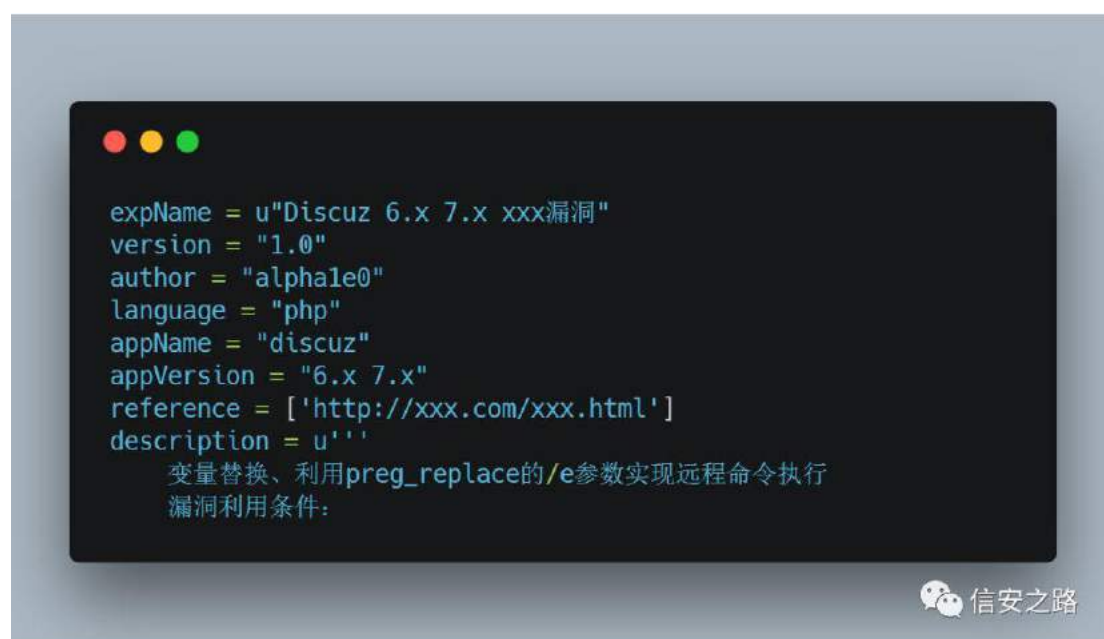 expName = u"Discuz 6.x 7.x xxx漏洞"
version = "1.0"
author = "alpha1e0"
language = "php"
appName = "discuz"
appVersion = "6.x 7.x"
reference = ['http://xxx.com/xxx.html']
description = u'''
变量替换、利用preg_replace的/e参数实现远程命令执行
漏洞利用条件:
信安之路